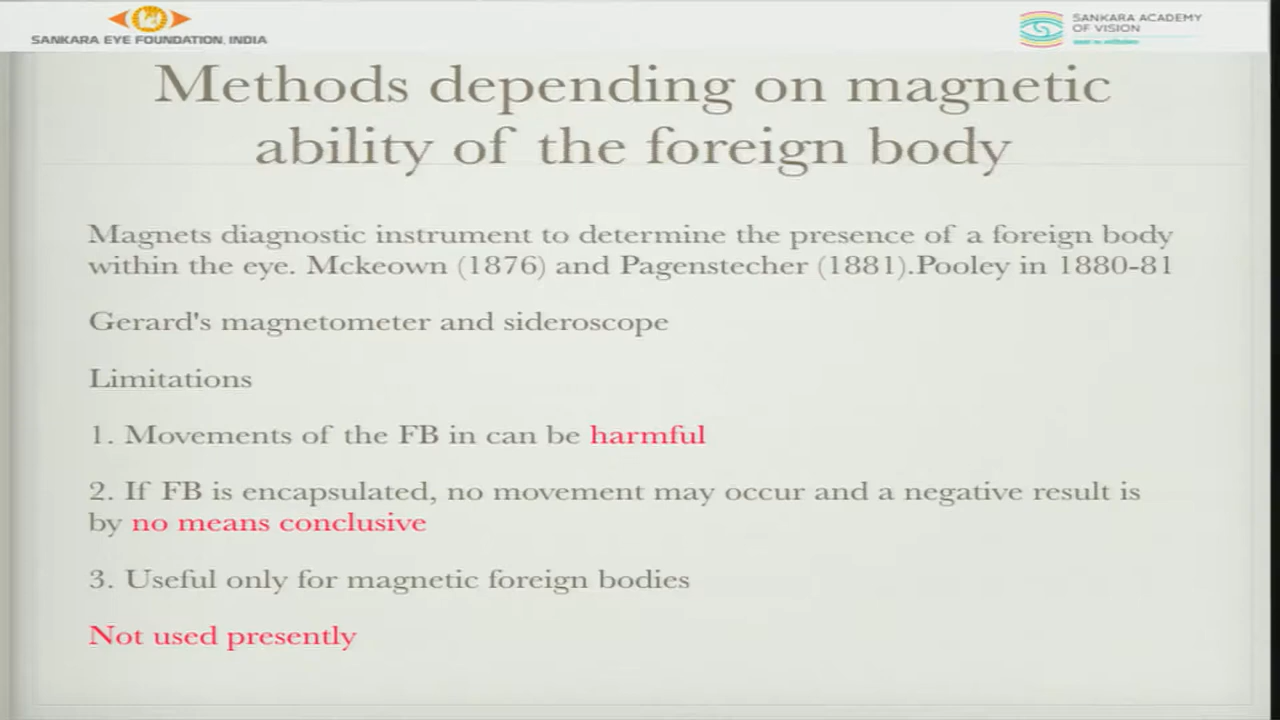 SANKARA EYE FOUNDATION, INDIA
SANKARA ACADEMY
OF VISION
Methods depending on magnetic
ability of the foreign body
Magnets diagnostic instrument to determine the presence of a foreign body
within the eye. Mckeown (1876) and Pagenstecher (1881).Pooley in 1880-81
Gerard's magnetometer and sideroscope
Limitations
1. Movements of the FB in can be harmful
2. If FB is encapsulated, no movement may occur and a negative result is
by no means conclusive
3. Useful only for magnetic foreign bodies
Not used presently